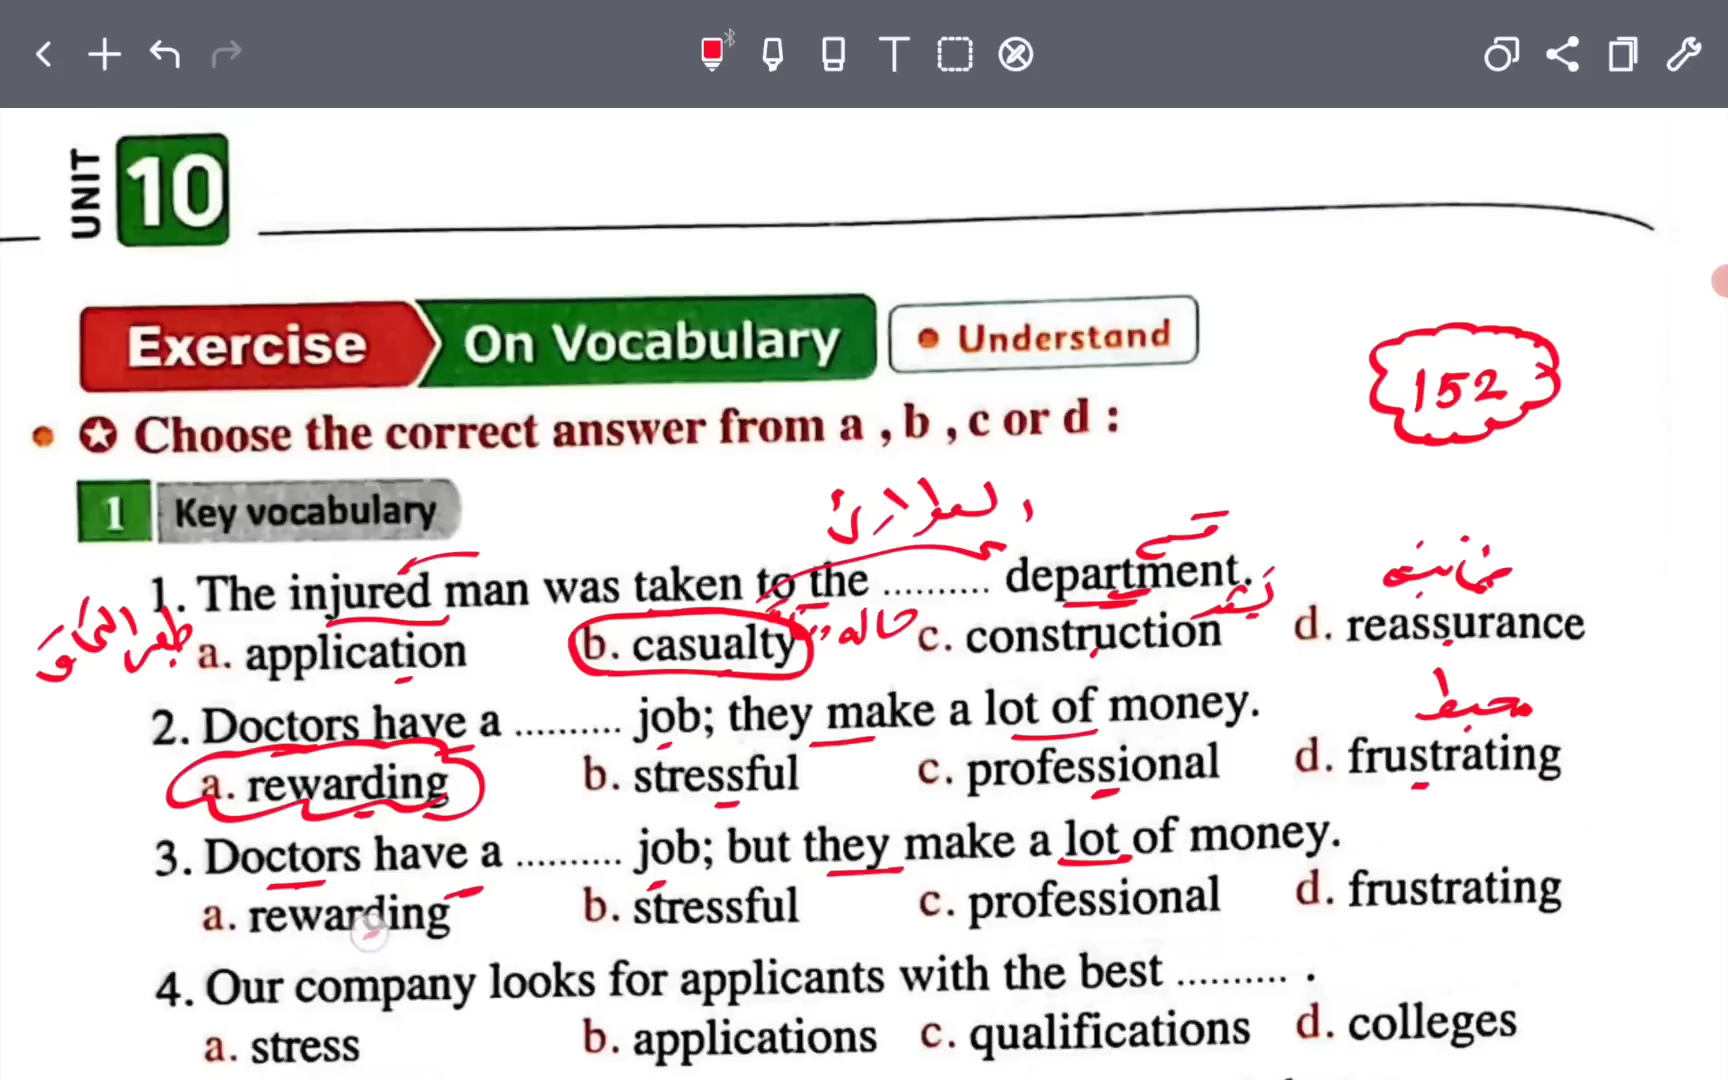 UNIT 10
Exercise On Vocabulary • Understand
Choose the correct answer from a , b , c or d :
152
1 Key vocabulary
الطوارئ
قسم
1. The injured man was taken to the .......... department.
a. application b. casualty c. construction d. reassurance
محبط
2. Doctors have a .......... job; they make a lot of money.
a. rewarding b. stressful c. professional d. frustrating
3. Doctors have a .......... job; but they make a lot of money.
a. rewarding b. stressful c. professional d. frustrating
4. Our company looks for applicants with the best .......... .
a. stress b. applications c. qualifications d. colleges